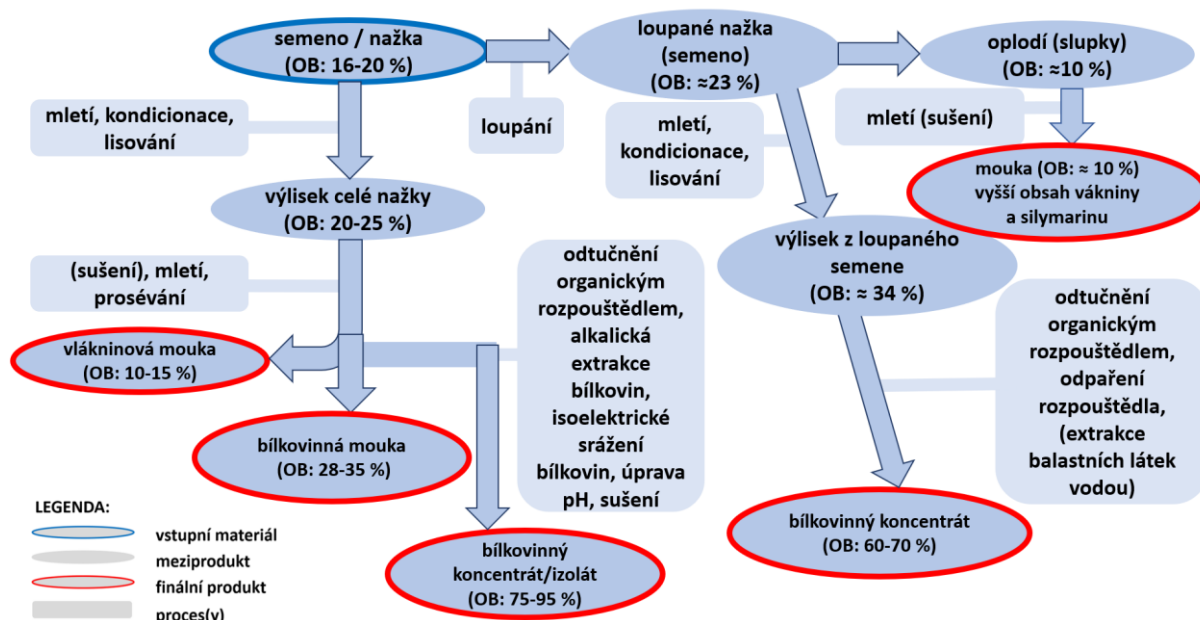 semeno / nažka
(OB: 16-20 %)
loupané nažka
(semeno)
(OB: ≈23 %)
oplodí (slupky)
(OB: ≈10 %)
mletí, kondicionace,
lisování
loupání
mletí,
kondicionace,
lisování
mletí (sušení)
mouka (OB: ≈ 10 %)
vyšší obsah vákniny
a silymarinu
výlisek celé nažky
(OB: 20-25 %)
výlisek z loupaného
semene
(OB: ≈ 34 %)
(sušení), mletí,
prosévání
odtučnění
organickým
rozpouštědlem,
alkalická
extrakce
bílkovin,
isoelektrické
srážení
bílkovin, úprava
pH, sušení
odtučnění
organickým
rozpouštědlem,
odpaření
rozpouštědla,
(extrakce
balastních látek
vodou)
vlákninová mouka
(OB: 10-15 %)
bílkovinná mouka
(OB: 28-35 %)
bílkovinný
koncentrát/izolát
(OB: 75-95 %)
bílkovinný koncentrát
(OB: 60-70 %)
LEGENDA:
vstupní materiál
meziprodukt
finální produkt
proces(y)